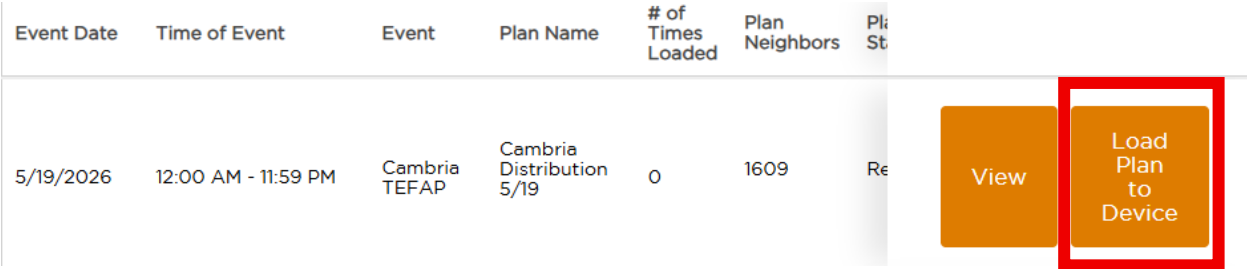 Event Date
Time of Event
Event
Plan Name
# of
Times
Loaded
Plan
Neighbors
5/19/2026
12:00 AM - 11:59 PM
Cambria
TEFAP
Cambria
Distribution
5/19
0
1609
Re
View
Load
Plan
to
Device